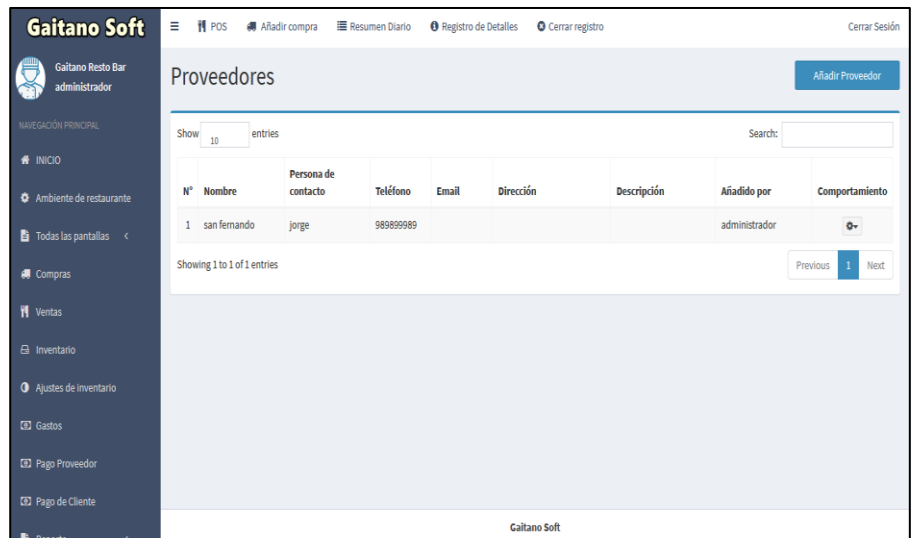 Gaitano Soft
POS Añadir compra Resumen Diario Registro de Detalles Cerrar registro Cerrar Sesión
Gaitano Resto Bar
administrador
NAVEGACIÓN PRINCIPAL
INICIO
Ambiente de restaurante
Todas las pantallas
Compras
Ventas
Inventario
Ajustes de inventario
Gastos
Pago Proveedor
Pago de Cliente
Proveedores
Añadir Proveedor
Show 10 entries Search:
N° Nombre Persona de contacto Teléfono Email Dirección Descripción Añadido por Comportamiento
1 san fernando jorge 989899989 administrador
Showing 1 to 1 of 1 entries
Previous 1 Next
Gaitano Soft